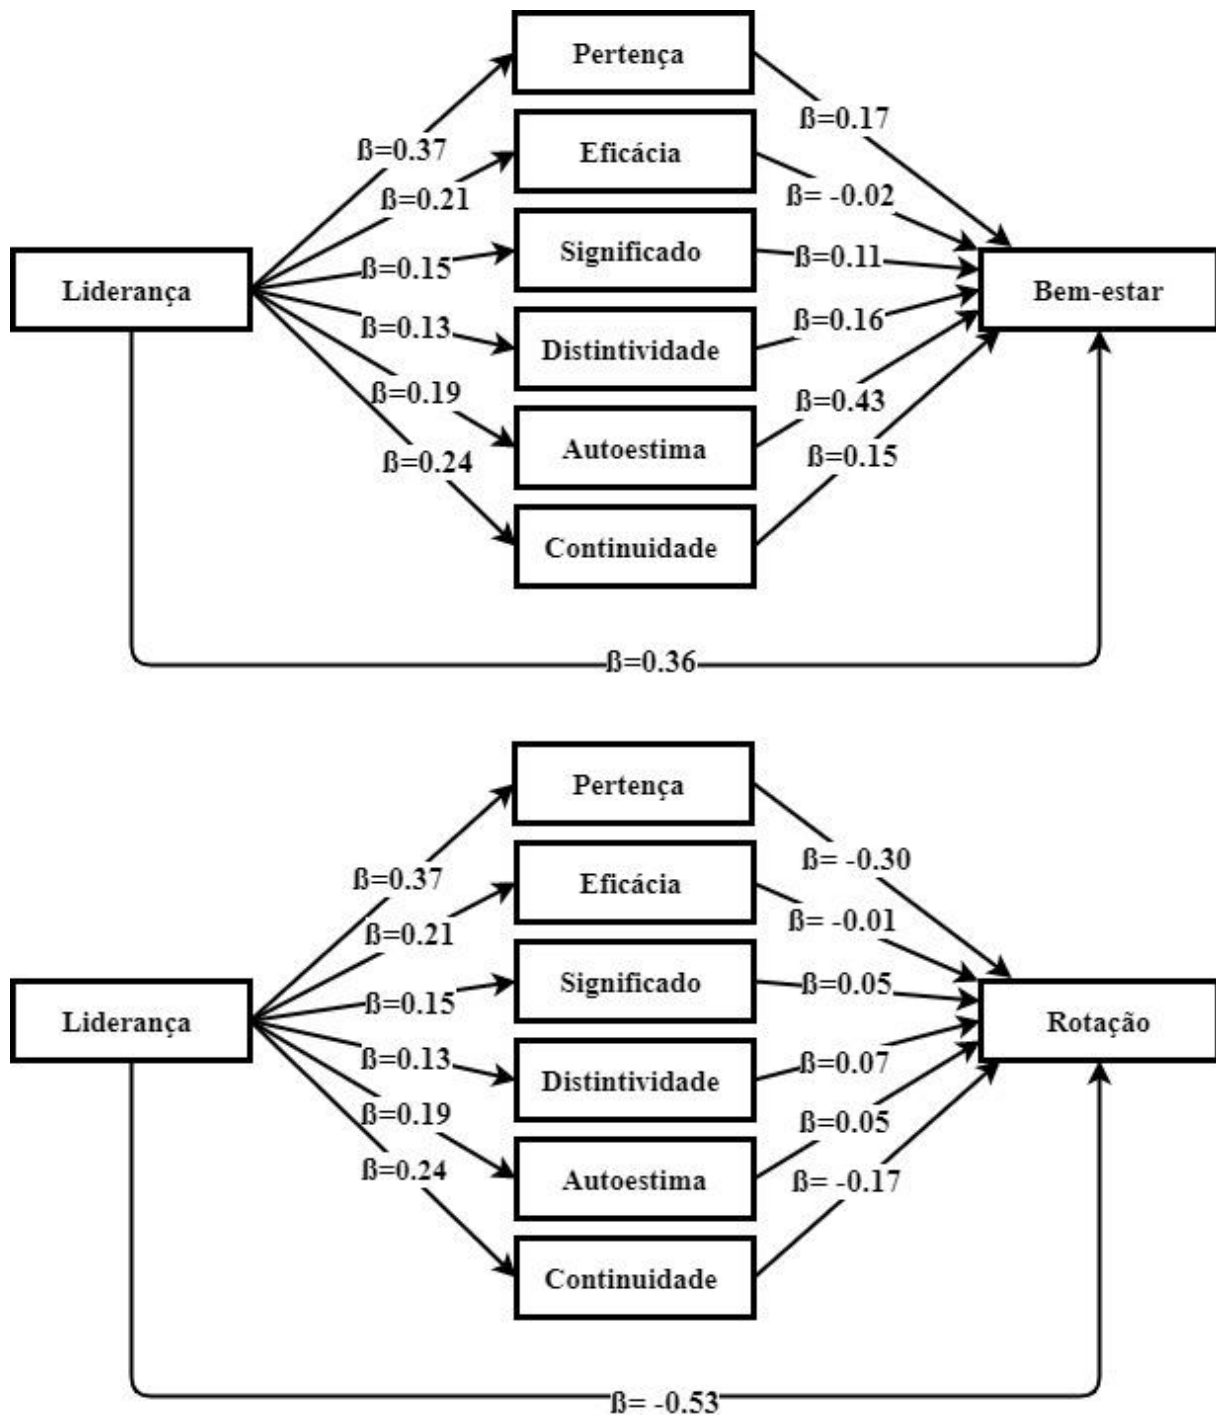 Pertença
ß=0.17
ß=0.37
Eficácia
ß= -0.02
ß=0.21
Significado
ß=0.11
ß=0.15
Liderança
Bem-estar
ß=0.13
Distintividade
ß=0.16
ß=0.19
Autoestima
ß=0.43
ß=0.24
ß=0.15
Continuidade
ß=0.36
Pertença
ß= -0.30
ß=0.37
Eficácia
ß= -0.01
ß=0.21
Significado
ß=0.05
ß=0.15
Liderança
Rotação
ß=0.13
Distintividade
ß=0.07
ß=0.19
ß=0.05
Autoestima
ß=0.24
ß= -0.17
Continuidade
ß= -0.53